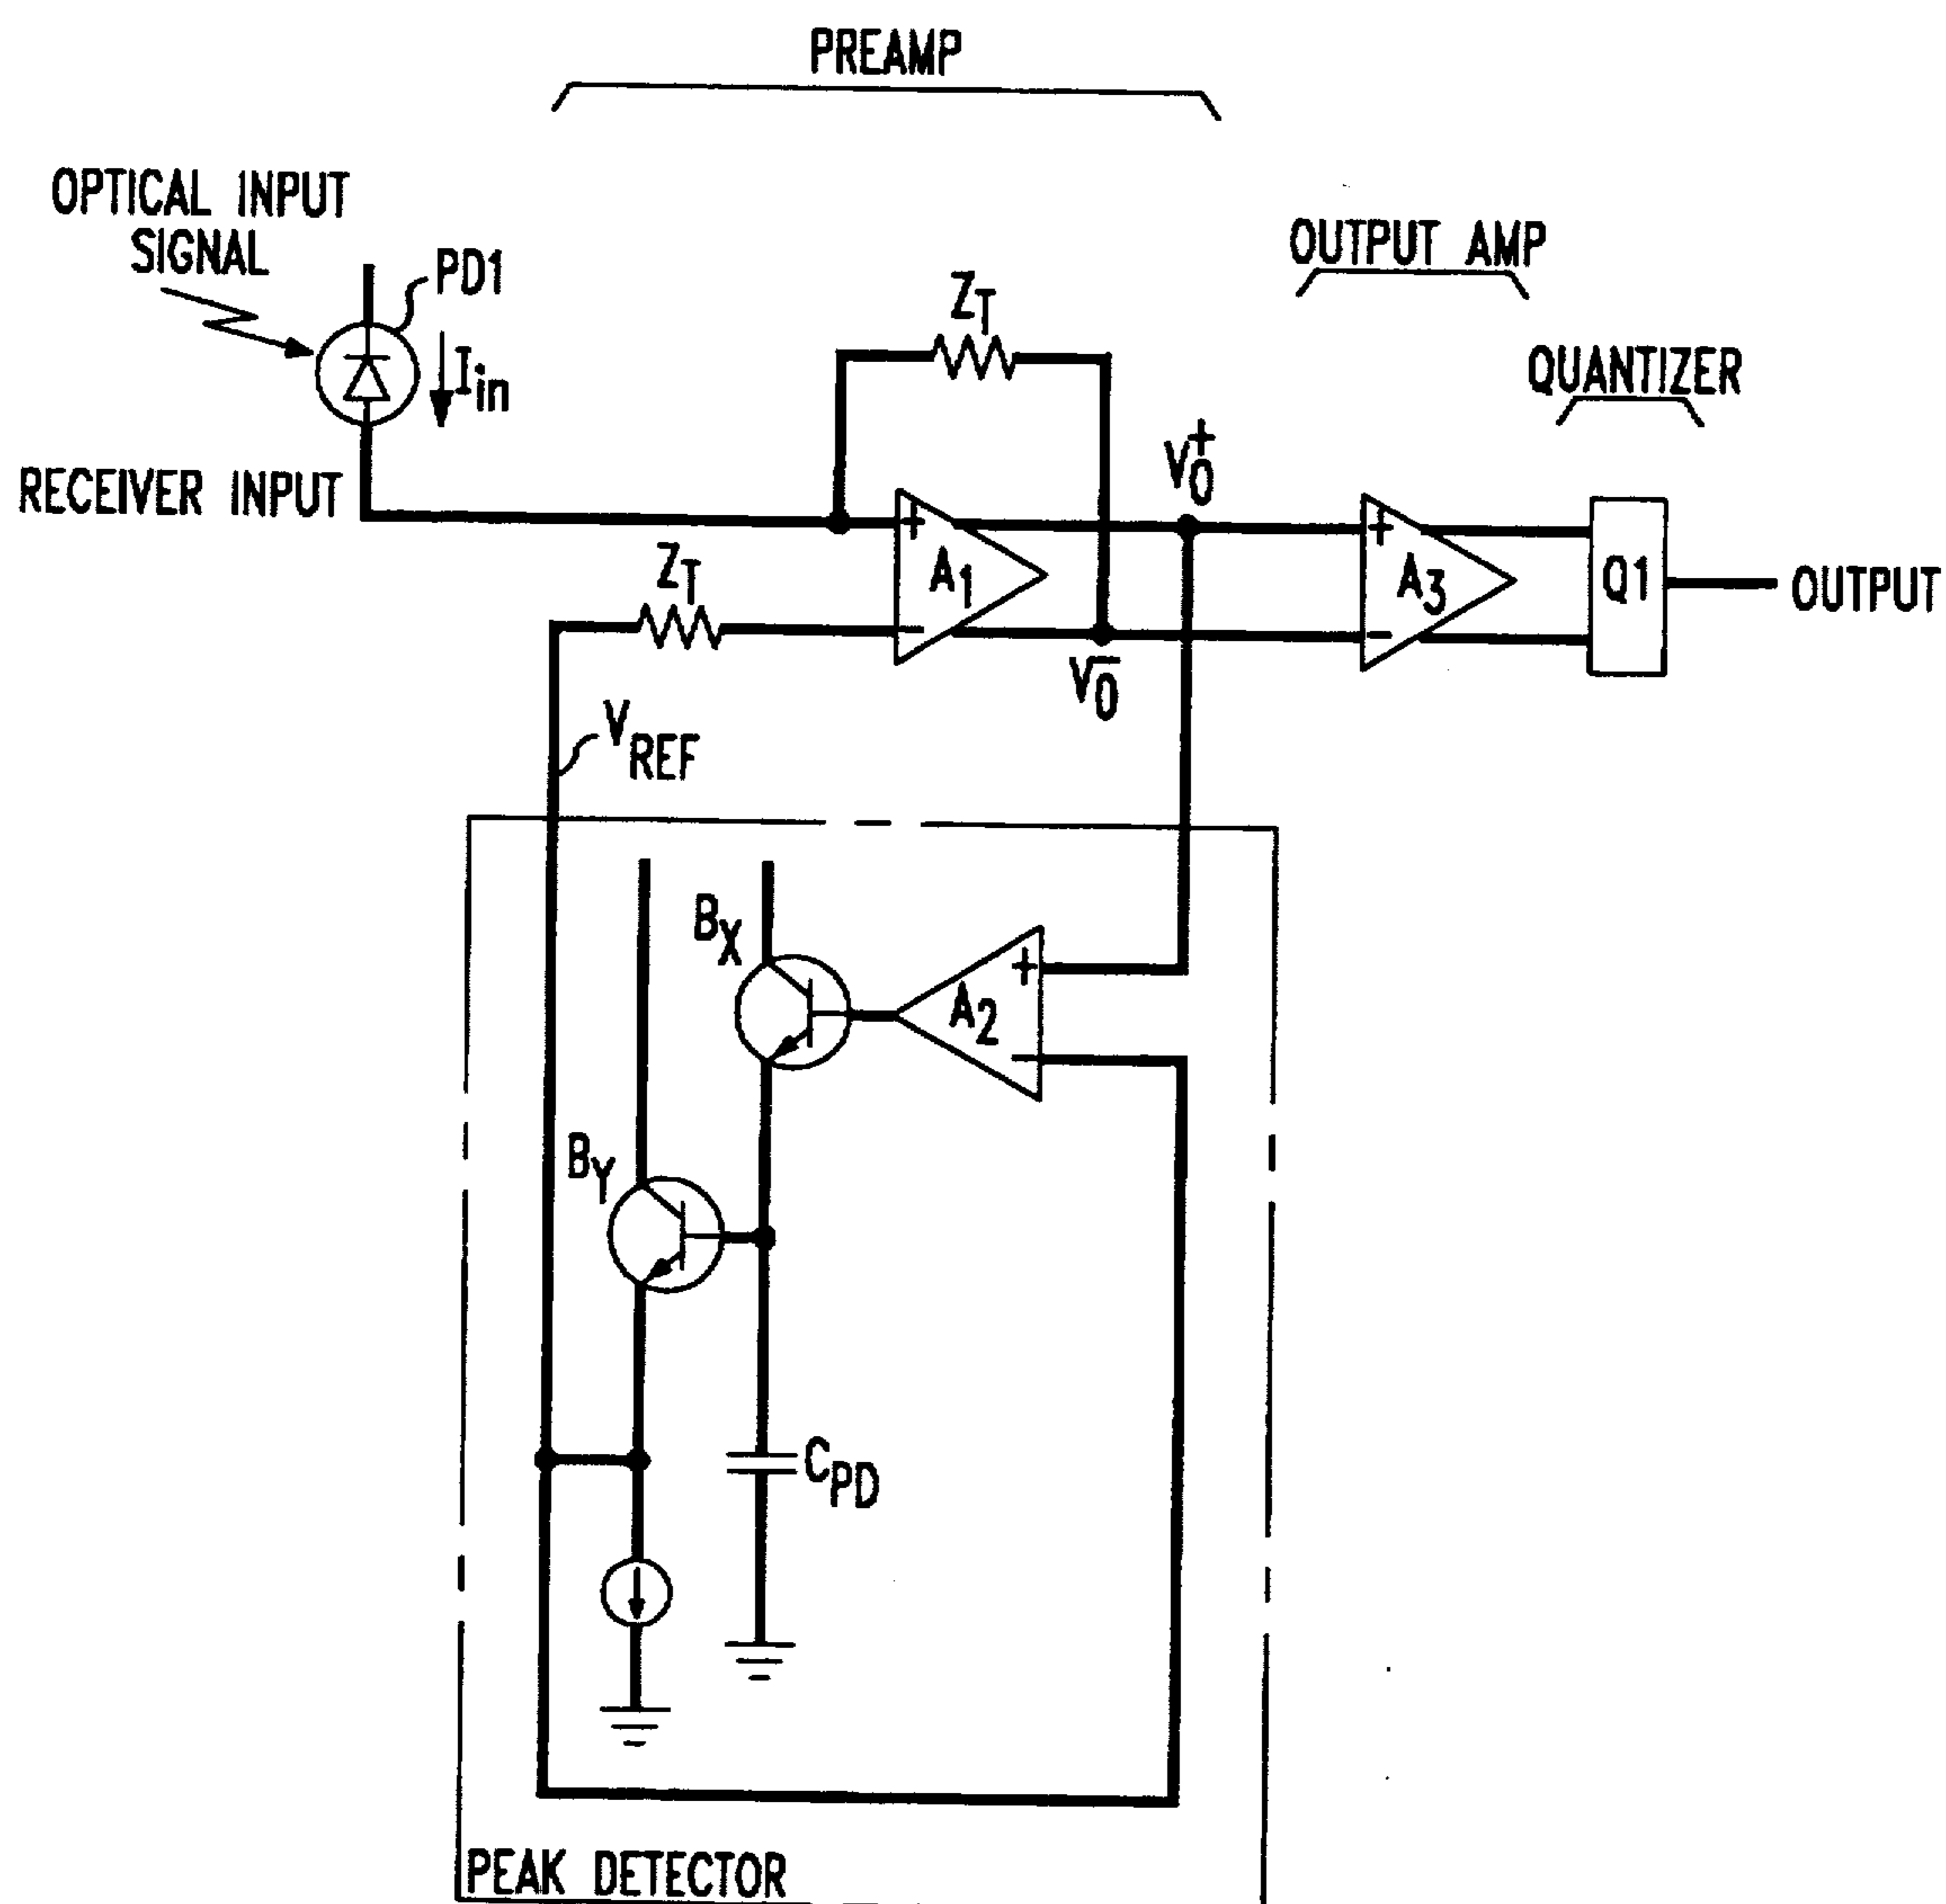 PREAMP
OPTICAL INPUT
SIGNAL
PD1
Iin
ZT
OUTPUT AMP
QUANTIZER
RECEIVER INPUT
V0+
+
A1
−
ZT
+
A3
−
Q1
OUTPUT
V0−
VREF
BX
+
A2
−
BY
CPD
PEAK DETECTOR